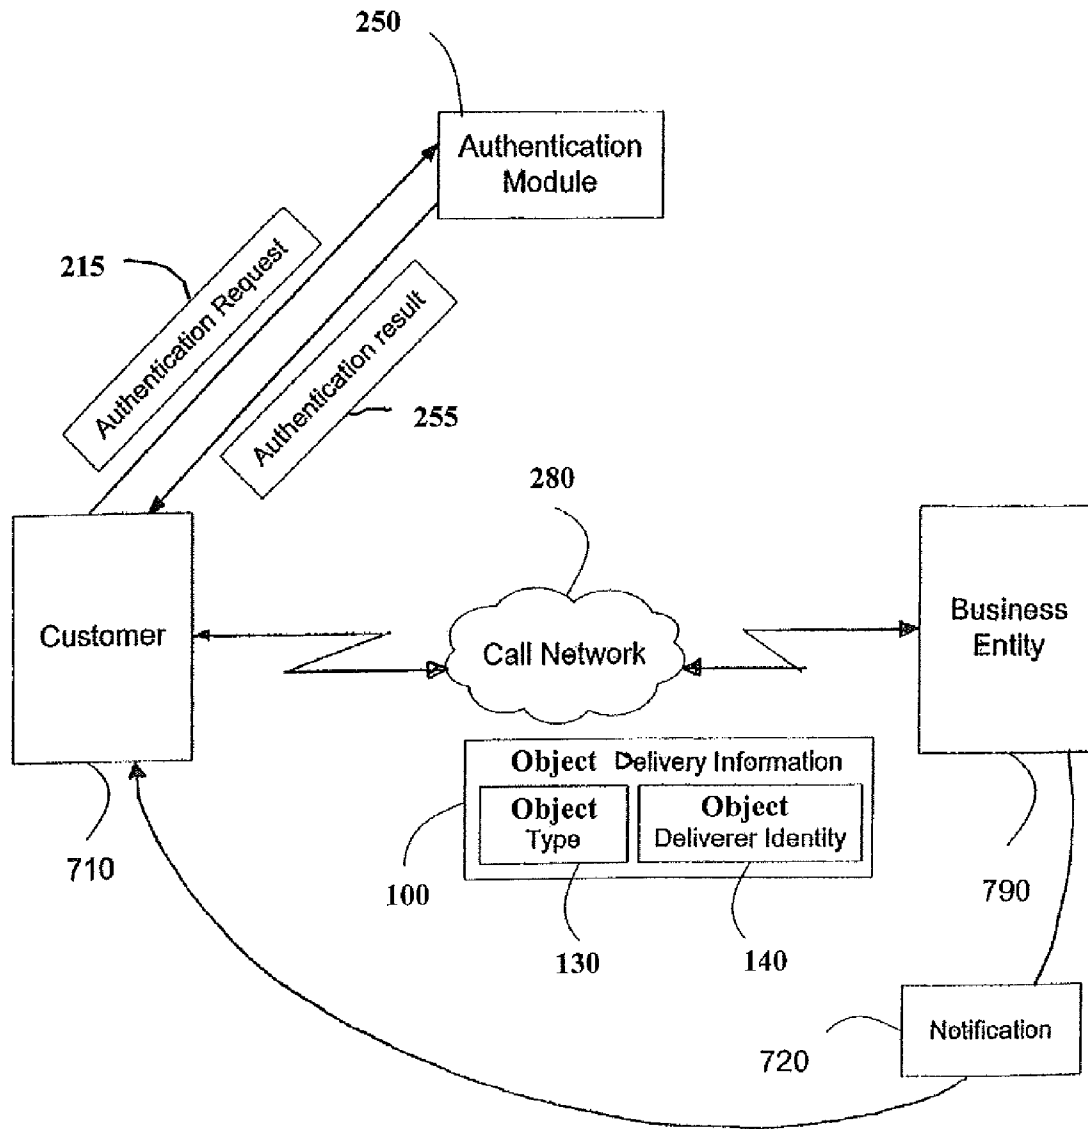 250
Authentication
Module
215
Authentication Request
Authentication result
255
280
Customer
Call Network
Business
Entity
Object Delivery Information
Object
Type
Object
Deliverer Identity
710
100
130
140
790
Notification
720